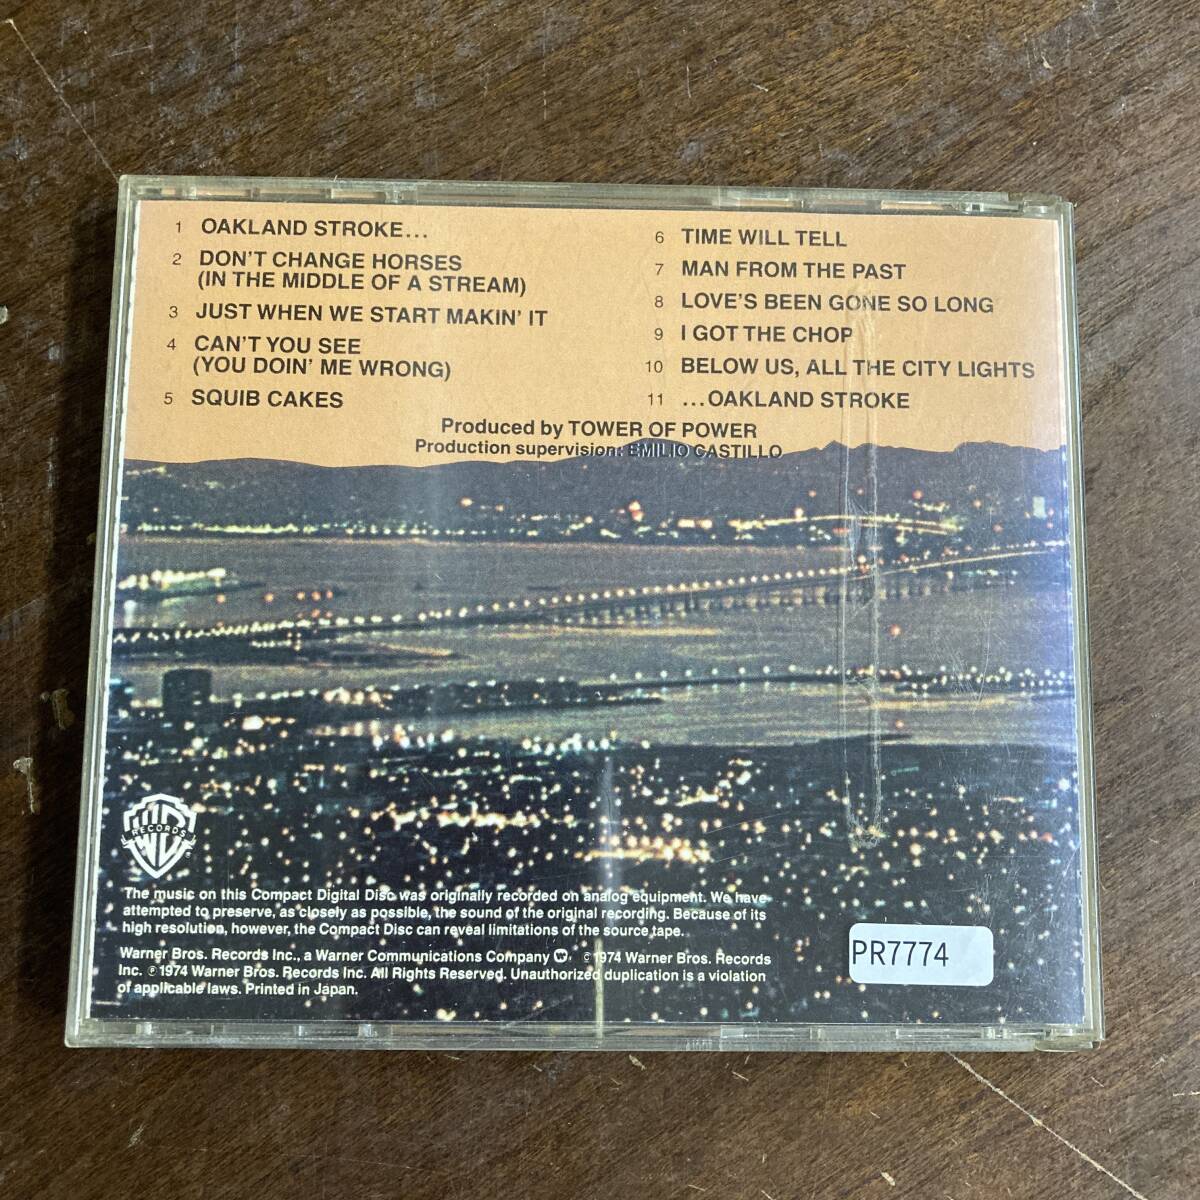 1 OAKLAND STROKE...
2 DON'T CHANGE HORSES
(IN THE MIDDLE OF A STREAM)
3 JUST WHEN WE START MAKIN' IT
4 CAN'T YOU SEE
(YOU DOIN' ME WRONG)
5 SQUIB CAKES
6 TIME WILL TELL
7 MAN FROM THE PAST
8 LOVE'S BEEN GONE SO LONG
9 I GOT THE CHOP
10 BELOW US, ALL THE CITY LIGHTS
11 ...OAKLAND STROKE
Produced by TOWER OF POWER
Production supervision: EMILIO CASTILLO
RECORDS
The music on this Compact Digital Disc was originally recorded on analog equipment. We have
attempted to preserve, as closely as possible, the sound of the original recording. Because of its
high resolution, however, the Compact Disc can reveal limitations of the source tape.
Warner Bros. Records Inc., a Warner Communications Company. ©1974 Warner Bros. Records
Inc. ℗1974 Warner Bros. Records Inc. All Rights Reserved. Unauthorized duplication is a violation
of applicable laws. Printed in Japan.
PR7774